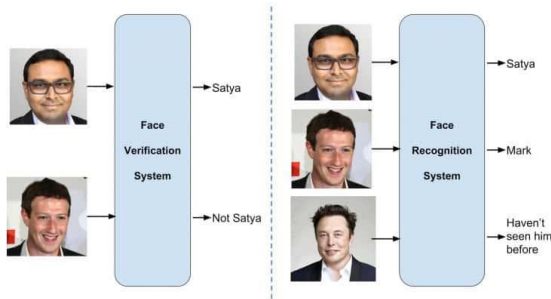 Satya
Face
Verification
System
Not Satya
Satya
Face
Recognition
System
Mark
Haven't
seen him
before